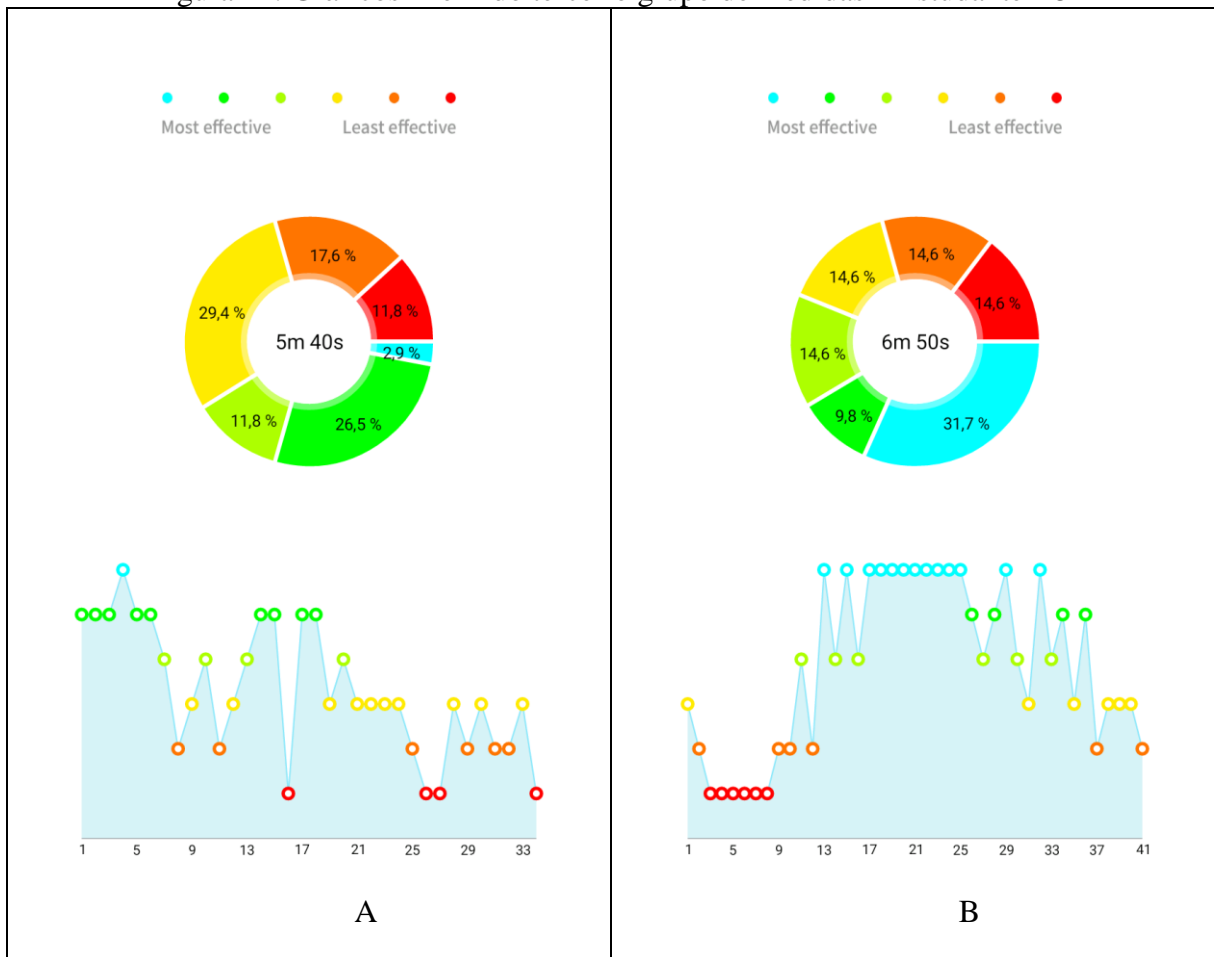 Most effective Least effective
17,6 %
11,8 %
29,4 %
5m 40s
2,9 %
11,8 %
26,5 %
1 5 9 13 17 21 25 29 33
A
Most effective Least effective
14,6 %
14,6 %
14,6 %
6m 50s
14,6 %
9,8 %
31,7 %
1 5 9 13 17 21 25 29 33 37 41
B